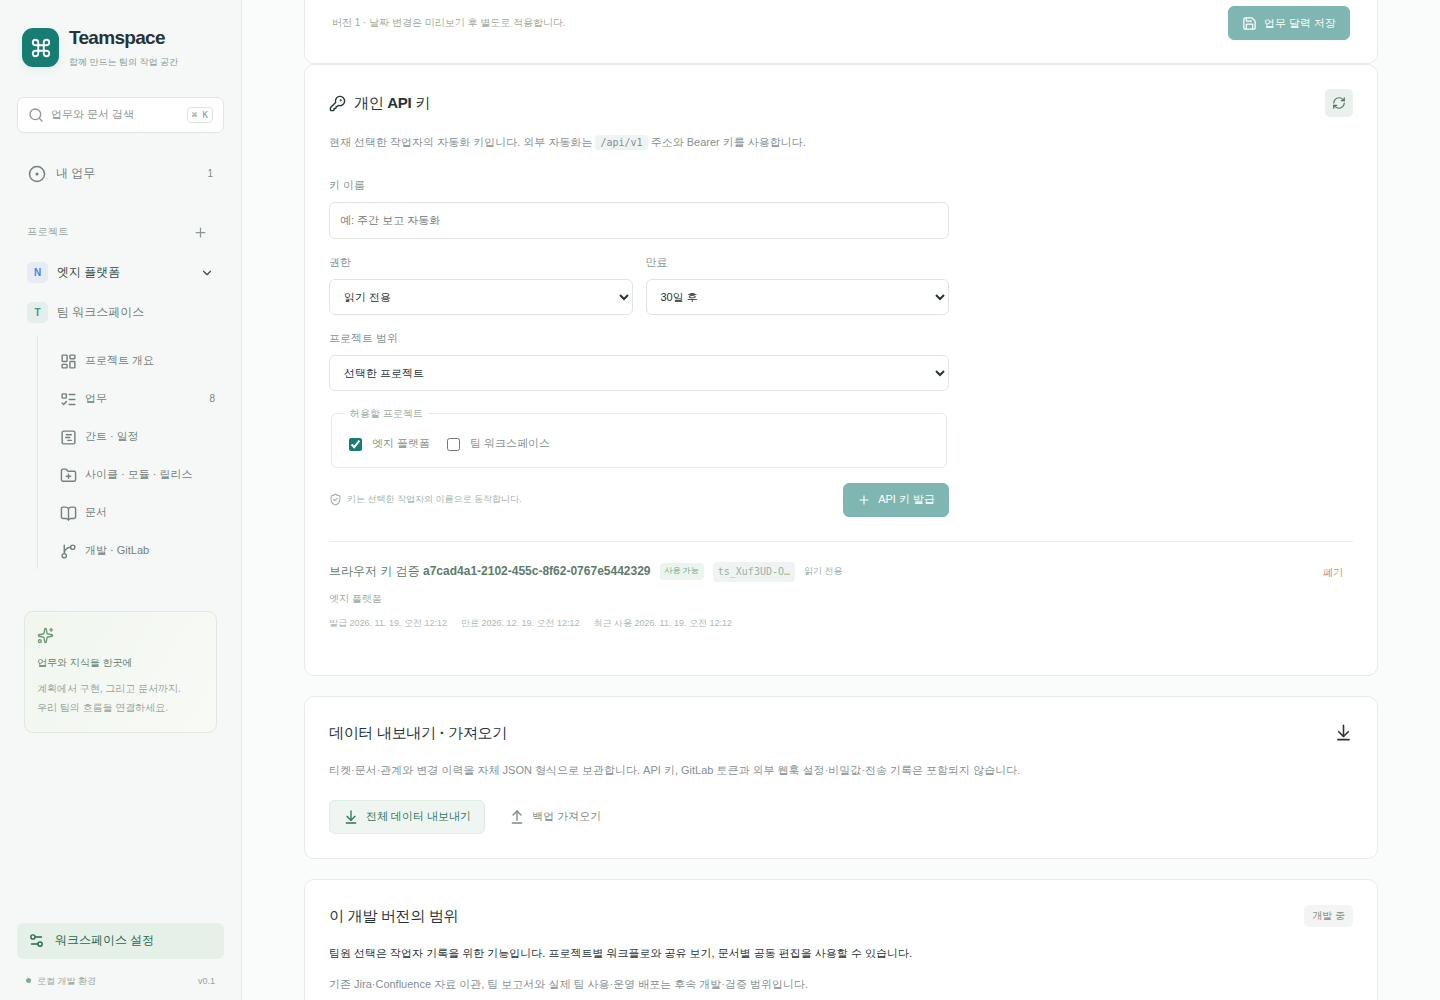 Teamspace
함께 만드는 팀의 작업 공간
업무와 문서 검색
⌘ K
내 업무
1
프로젝트
N
엣지 플랫폼
T
팀 워크스페이스
프로젝트 개요
업무
8
간트 · 일정
사이클 · 모듈 · 릴리스
문서
개발 · GitLab
업무와 지식을 한곳에
계획에서 구현, 그리고 문서까지.
우리 팀의 흐름을 연결하세요.
워크스페이스 설정
로컬 개발 환경
v0.1
버전 1 · 날짜 변경은 미리보기 후 별도로 적용합니다.
업무 달력 저장
개인 API 키
현재 선택한 작업자의 자동화 키입니다. 외부 자동화는 /api/v1 주소와 Bearer 키를 사용합니다.
키 이름
예: 주간 보고 자동화
권한
만료
읽기 전용
30일 후
프로젝트 범위
선택한 프로젝트
허용할 프로젝트
엣지 플랫폼
팀 워크스페이스
키는 선택한 작업자의 이름으로 동작합니다.
API 키 발급
브라우저 키 검증 a7cad4a1-2102-455c-8f62-0767e5442329
사용 가능
ts_Xuf3UD-O…
읽기 전용
폐기
엣지 플랫폼
발급 2026. 11. 19. 오전 12:12
만료 2026. 12. 19. 오전 12:12
최근 사용 2026. 11. 19. 오전 12:12
데이터 내보내기 · 가져오기
티켓·문서·관계와 변경 이력을 자체 JSON 형식으로 보관합니다. API 키, GitLab 토큰과 외부 웹훅 설정·비밀값·전송 기록은 포함되지 않습니다.
전체 데이터 내보내기
백업 가져오기
이 개발 버전의 범위
개발 중
팀원 선택은 작업자 기록을 위한 기능입니다. 프로젝트별 워크플로와 공유 보기, 문서별 공동 편집을 사용할 수 있습니다.
기존 Jira·Confluence 자료 이관, 팀 보고서와 실제 팀 사용·운영 배포는 후속 개발·검증 범위입니다.